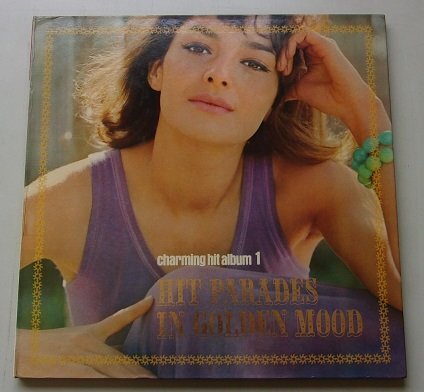 charming hit album 1
HIT PARADES
IN GOLDEN MOOD